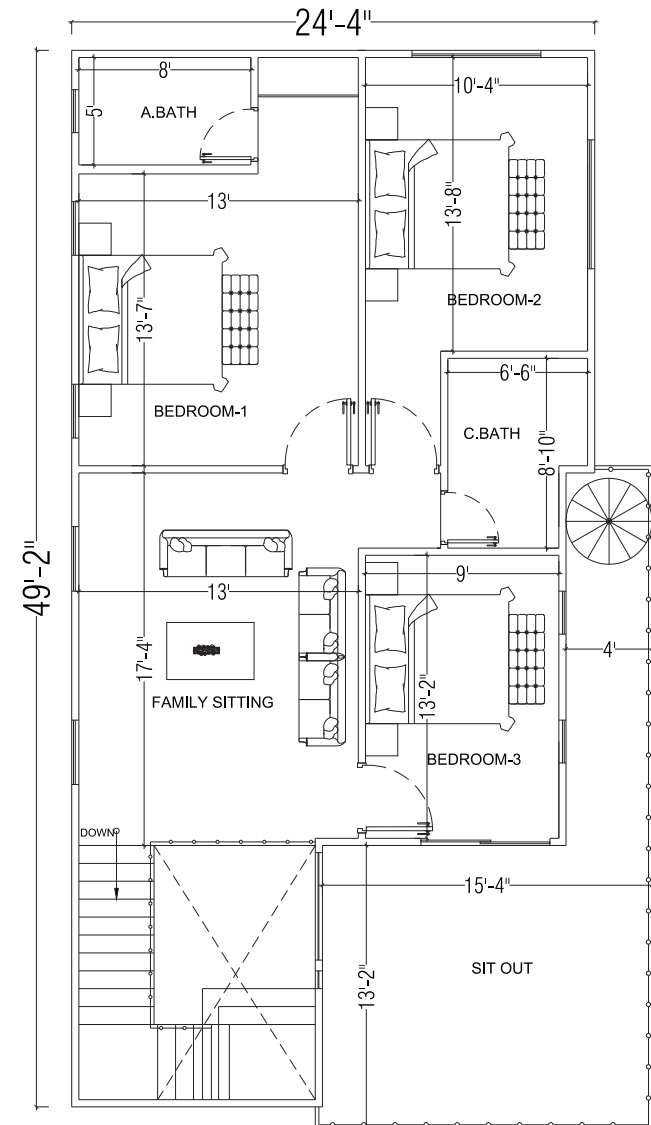 24'-4"
8'
10'-4"
5'
A.BATH
13'
13'-8"
BEDROOM-2
13'-7"
6'-6"
BEDROOM-1
C.BATH
8'-10"
49'-2"
9'
13'
4'
17'-4"
13'-2"
FAMILY SITTING
BEDROOM-3
DOWN
15'-4"
SIT OUT
13'-2"